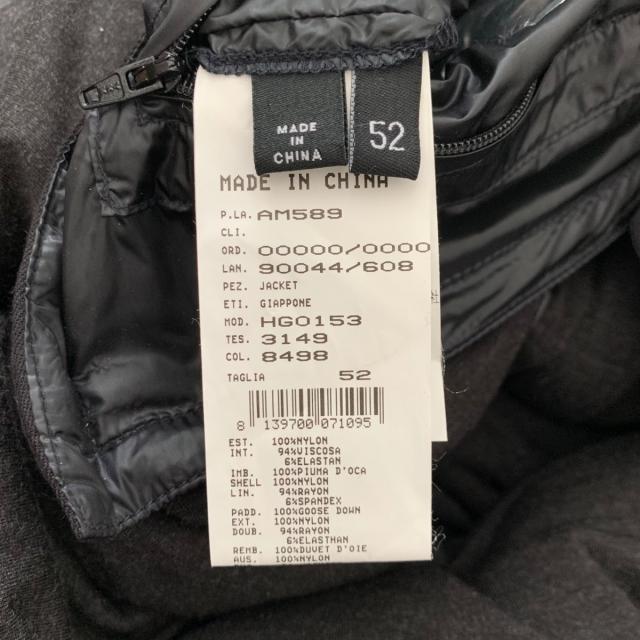 MADE
IN
CHINA
52
MADE IN CHINA
P.LA. AM589
CLI.
ORD. 00000/0000
LAN. 90044/608
PEZ. JACKET
ETI. GIAPPONE
MOD. HG0153
TES. 3149
COL. 8498
TAGLIA 52
8 139700 071095
EST. 100%NYLON
INT. 94%VISCOSA
6%ELASTAN
IMB. 100%PIUMA D'OCA
SHELL 100%NYLON
LIN. 94%RAYON
6%SPANDEX
PADD. 100%GOOSE DOWN
EXT. 100%NYLON
DOUB. 94%RAYON
6%ELASTHAN
REMB. 100%DUVET D'OIE
AUS. 100%NYLON